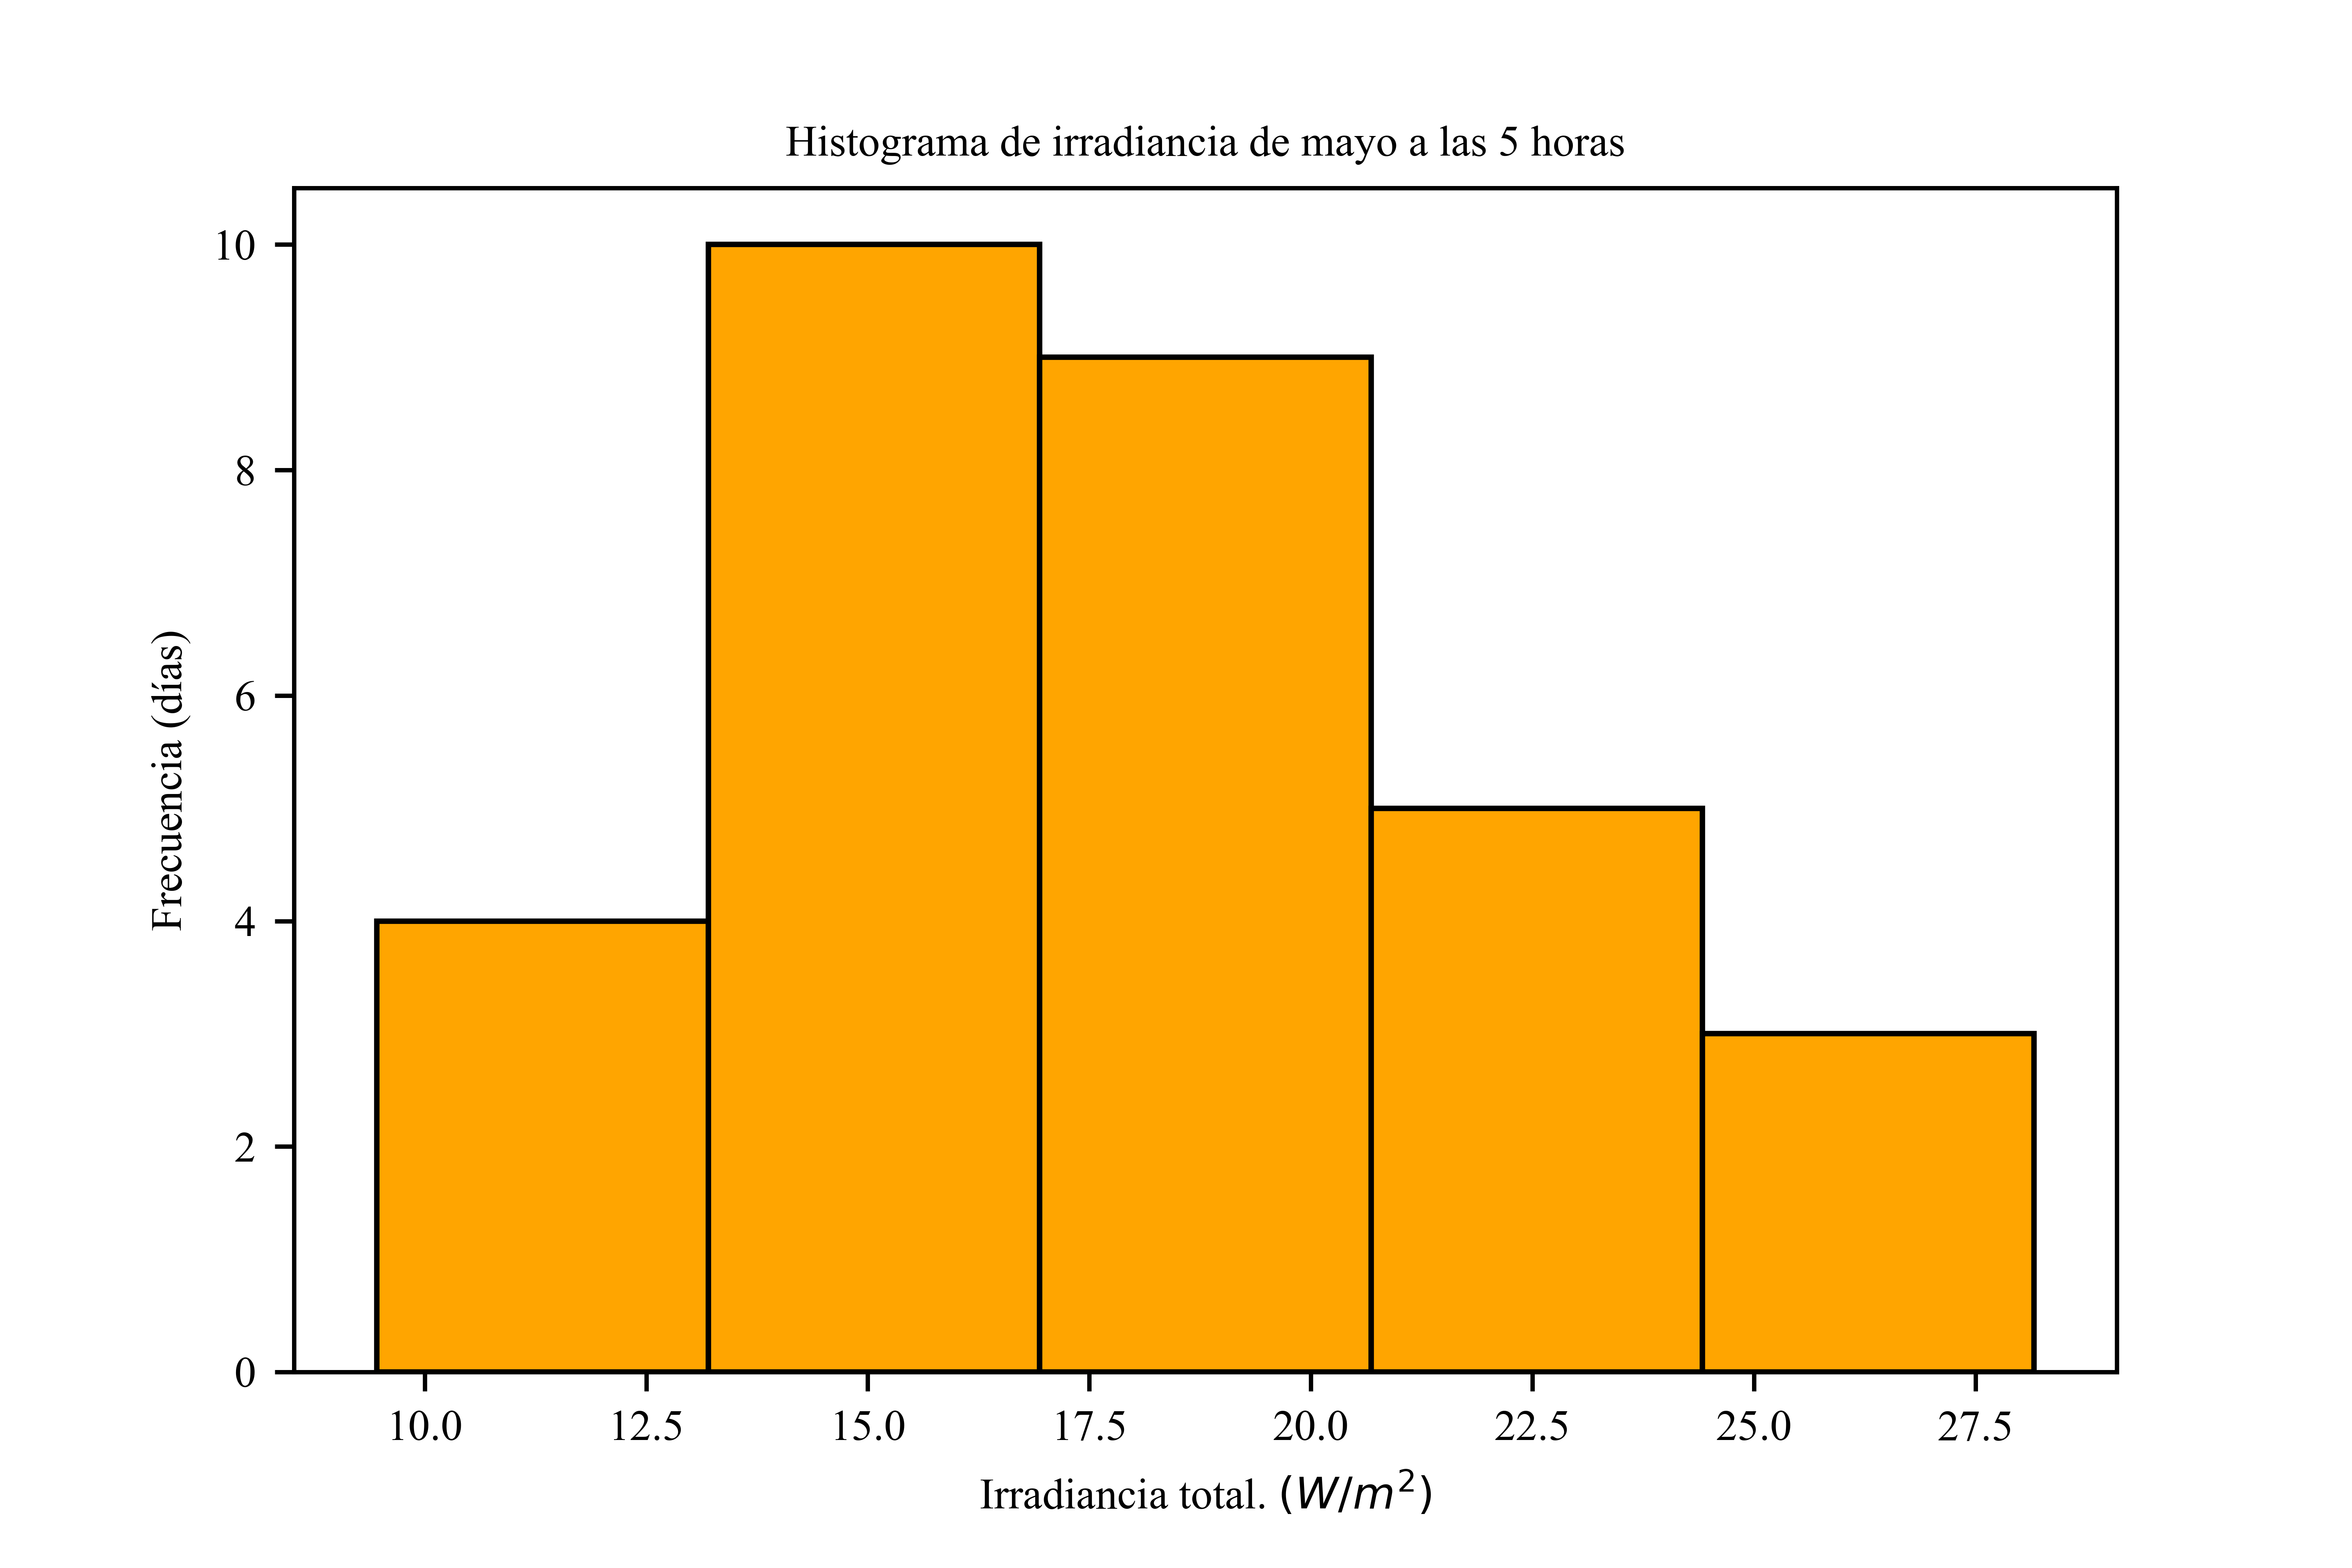 Histograma de irradiancia de mayo a las 5 horas
10
8
6
4
2
0
Frecuencia (días)
10.0 12.5 15.0 17.5 20.0 22.5 25.0 27.5
Irradiancia total. (W/m²)